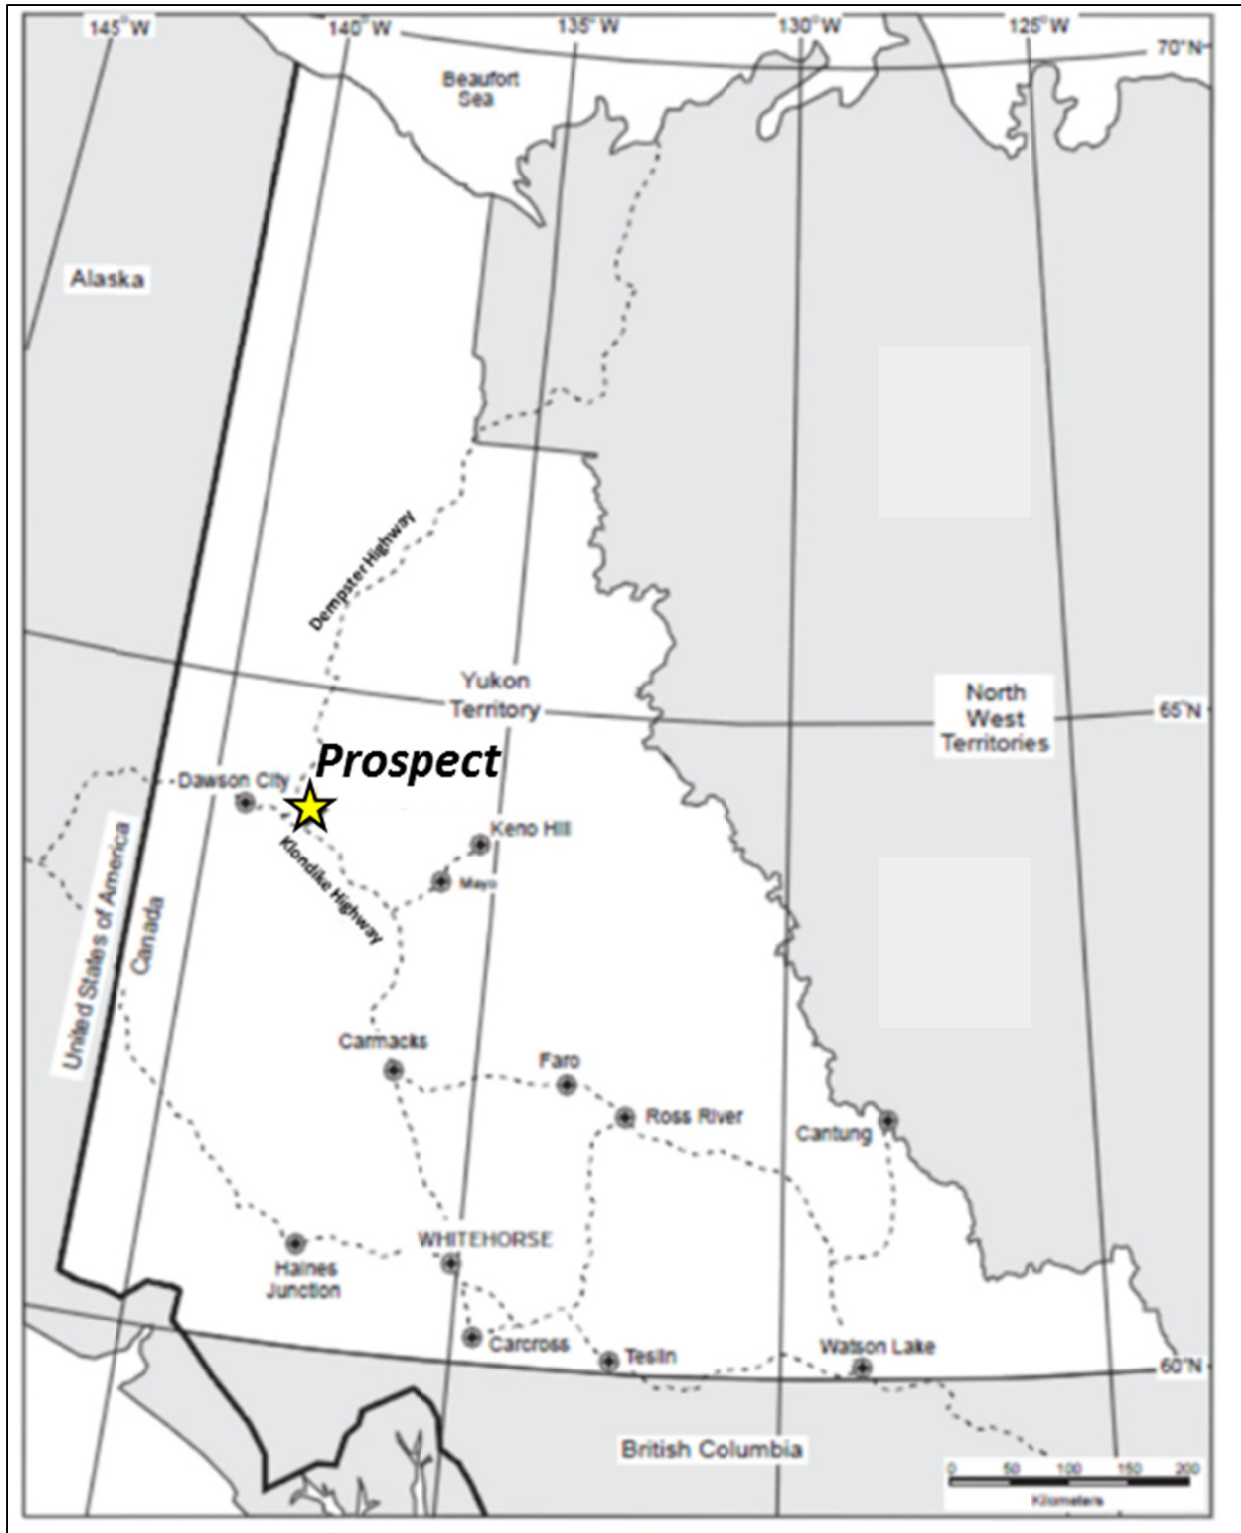 145°W
140°W
135°W
130°W
125°W
70°N
Beaufort
Sea
Alaska
Dempster Highway
Yukon
Territory
North
West
Territories
65°N
Prospect
Dawson City
Keno Hill
Mayo
Klondike Highway
United States of America
Canada
Carmacks
Faro
Ross River
Cantung
WHITEHORSE
Haines
Junction
Carcross
Teslin
Watson Lake
60°N
British Columbia
0 50 100 150 200
Kilometers